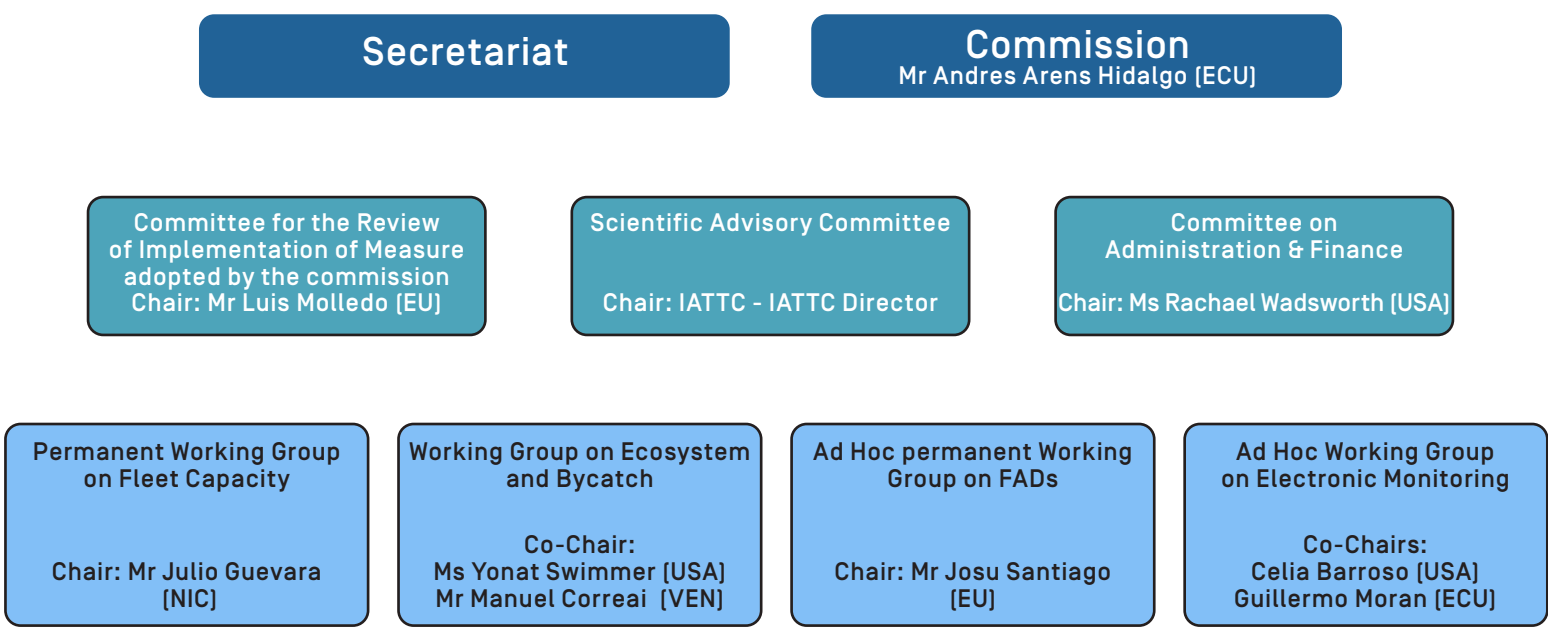 Secretariat
Commission
Mr Andres Arens Hidalgo (ECU)
Committee for the Review
of Implementation of Measure
adopted by the commission
Chair: Mr Luis Molledo (EU)
Scientific Advisory Committee
Chair: IATTC - IATTC Director
Committee on
Administration & Finance
Chair: Ms Rachael Wadsworth (USA)
Permanent Working Group
on Fleet Capacity
Chair: Mr Julio Guevara
(NIC)
Working Group on Ecosystem
and Bycatch
Co-Chair:
Ms Yonat Swimmer (USA)
Mr Manuel Correai (VEN)
Ad Hoc permanent Working
Group on FADs
Chair: Mr Josu Santiago
(EU)
Ad Hoc Working Group
on Electronic Monitoring
Co-Chairs:
Celia Barroso (USA)
Guillermo Moran (ECU)